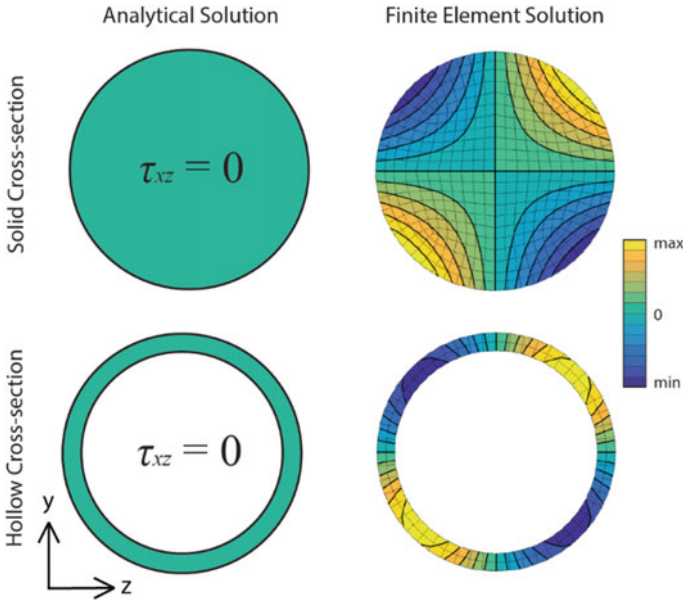 Analytical Solution
Finite Element Solution
Solid Cross-section
τxz = 0
max
0
min
Hollow Cross-section
τxz = 0
y
z